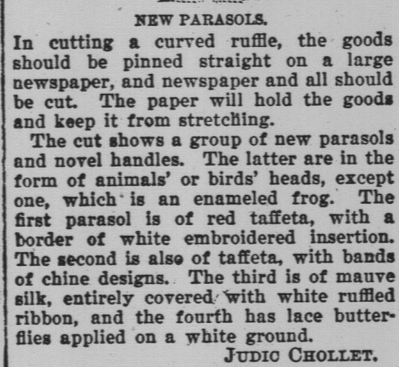 NEW PARASOLS.
In cutting a curved ruffle, the goods
should be pinned straight on a large
newspaper, and newspaper and all should
be cut. The paper will hold the goods
and keep it from stretching.
The cut shows a group of new parasols
and novel handles. The latter are in the
form of animals' or birds' heads, except
one, which is an enameled frog. The
first parasol is of red taffeta, with a
border of white embroidered insertion.
The second is also of taffeta, with bands
of chine designs. The third is of mauve
silk, entirely covered with white ruffled
ribbon, and the fourth has lace butter-
flies applied on a white ground.
JUDIC CHOLLET.